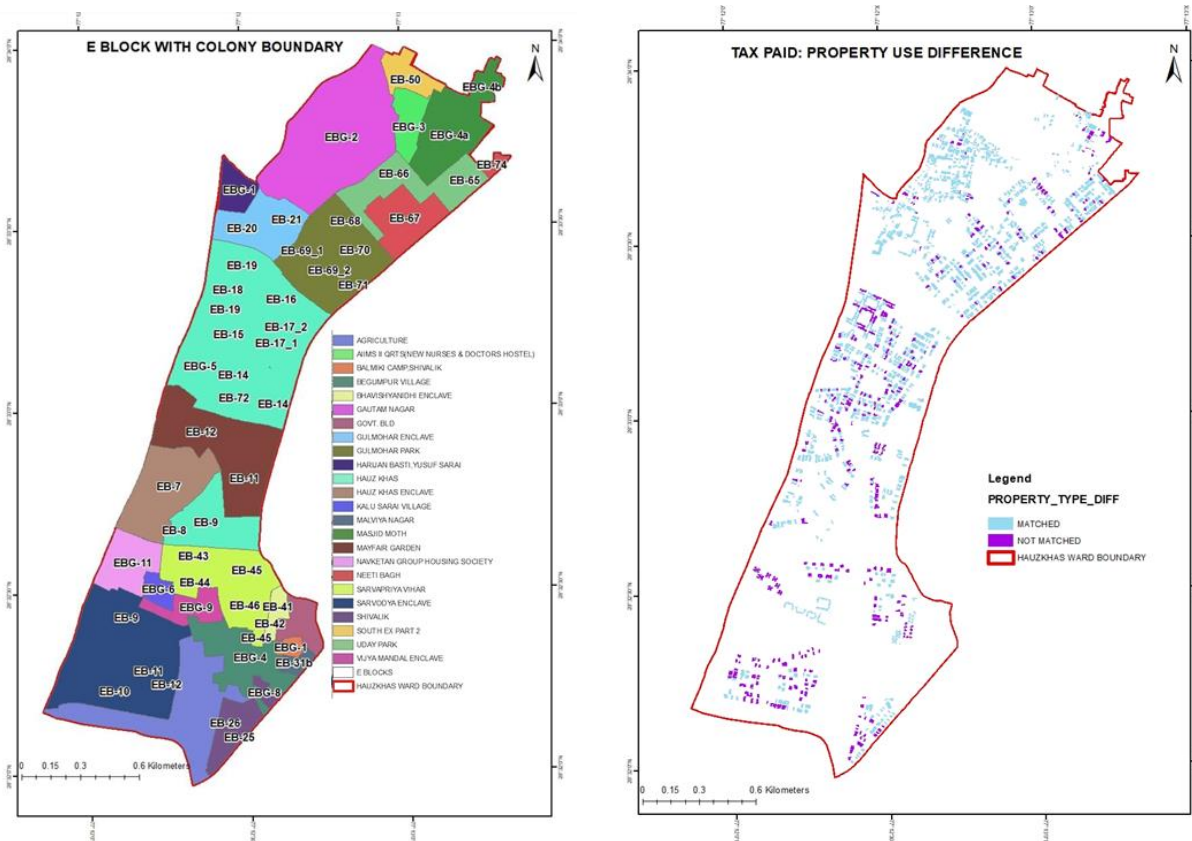 E BLOCK WITH COLONY BOUNDARY
N
EB-50
EBG-4b
EBG-3
EBG-4a
EBG-2
EB-74
EB-66
EB-65
EBG-1
EB-21
EB-68
EB-67
EB-20
EB-70
EB-69_1
EB-69_2
EB-71
EB-19
EB-18
EB-16
EB-19
EB-17_2
EB-15
EB-17_1
EBG-5
EB-14
EB-72
EB-14
EB-12
EB-11
EB-7
EB-9
EB-8
EB-43
EBG-11
EB-45
EB-44
EBG-6
EBG-9
EB-46
EB-41
EB-9
EB-42
EB-45
EBG-1
EBG-4
EB-31b
EB-11
EB-12
EB-10
EBG-8
EB-26
EB-25
AGRICULTURE
AIIMS II QRTS(NEW NURSES & DOCTORS HOSTEL)
BALMIKI CAMP,SHIVALIK
BEGUMPUR VILLAGE
BHAVISHYANIDHI ENCLAVE
GAUTAM NAGAR
GOVT. BLD
GULMOHAR ENCLAVE
GULMOHAR PARK
HARIJAN BASTI,YUSUF SARAI
HAUZ KHAS
HAUZ KHAS ENCLAVE
KALU SARAI VILLAGE
MALVIYA NAGAR
MASJID MOTH
MAYFAIR GARDEN
NAVKETAN GROUP HOUSING SOCIETY
NEETI BAGH
SARVAPRIYA VIHAR
SARVODYA ENCLAVE
SHIVALIK
SOUTH EX PART 2
UDAY PARK
VIJYA MANDAL ENCLAVE
E BLOCKS
HAUZKHAS WARD BOUNDARY
0 0.15 0.3 0.6 Kilometers
TAX PAID: PROPERTY USE DIFFERENCE
N
Legend
PROPERTY_TYPE_DIFF
MATCHED
NOT MATCHED
HAUZKHAS WARD BOUNDARY
0 0.15 0.3 0.6 Kilometers